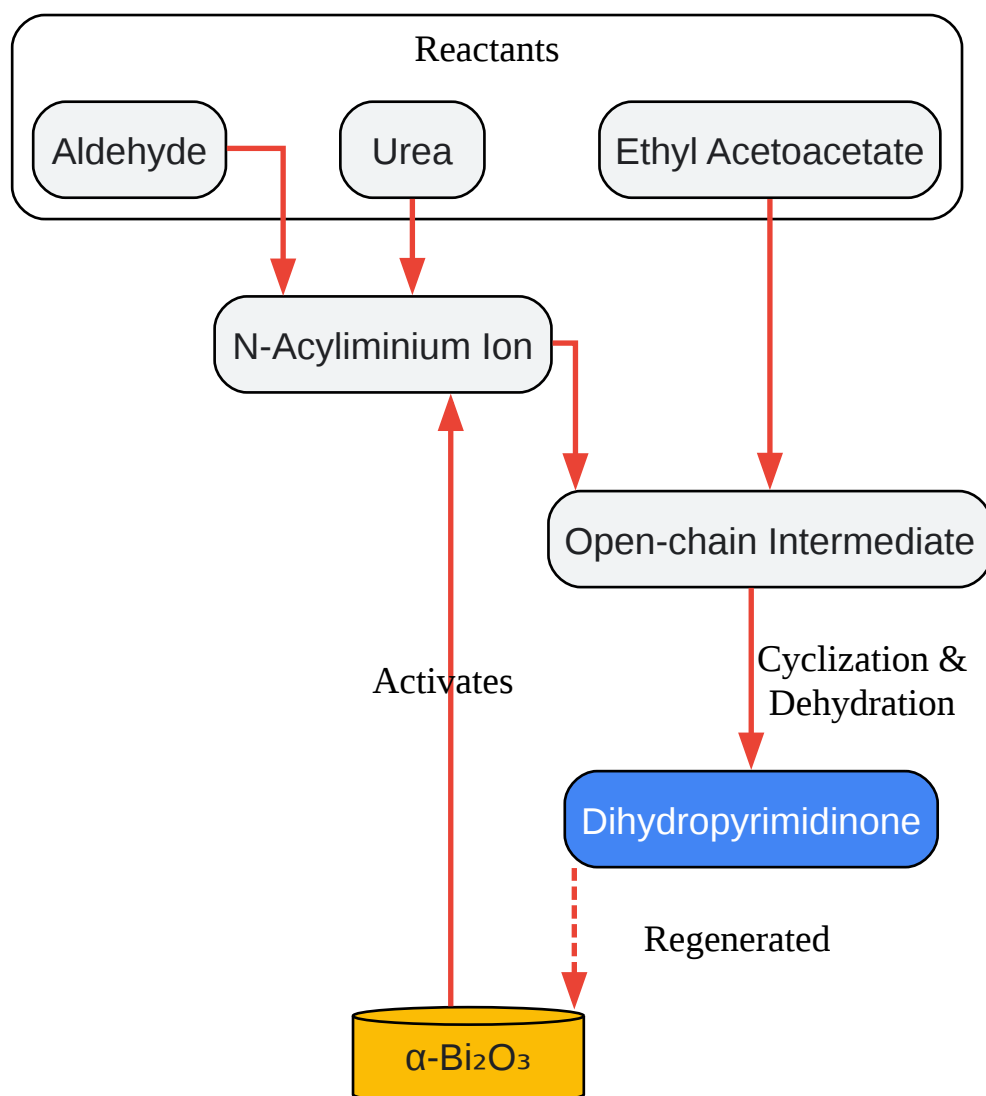 Reactants
Aldehyde
Urea
Ethyl Acetoacetate
N-Acyliminium Ion
Open-chain Intermediate
Activates
Cyclization &
Dehydration
Dihydropyrimidinone
Regenerated
α-Bi₂O₃